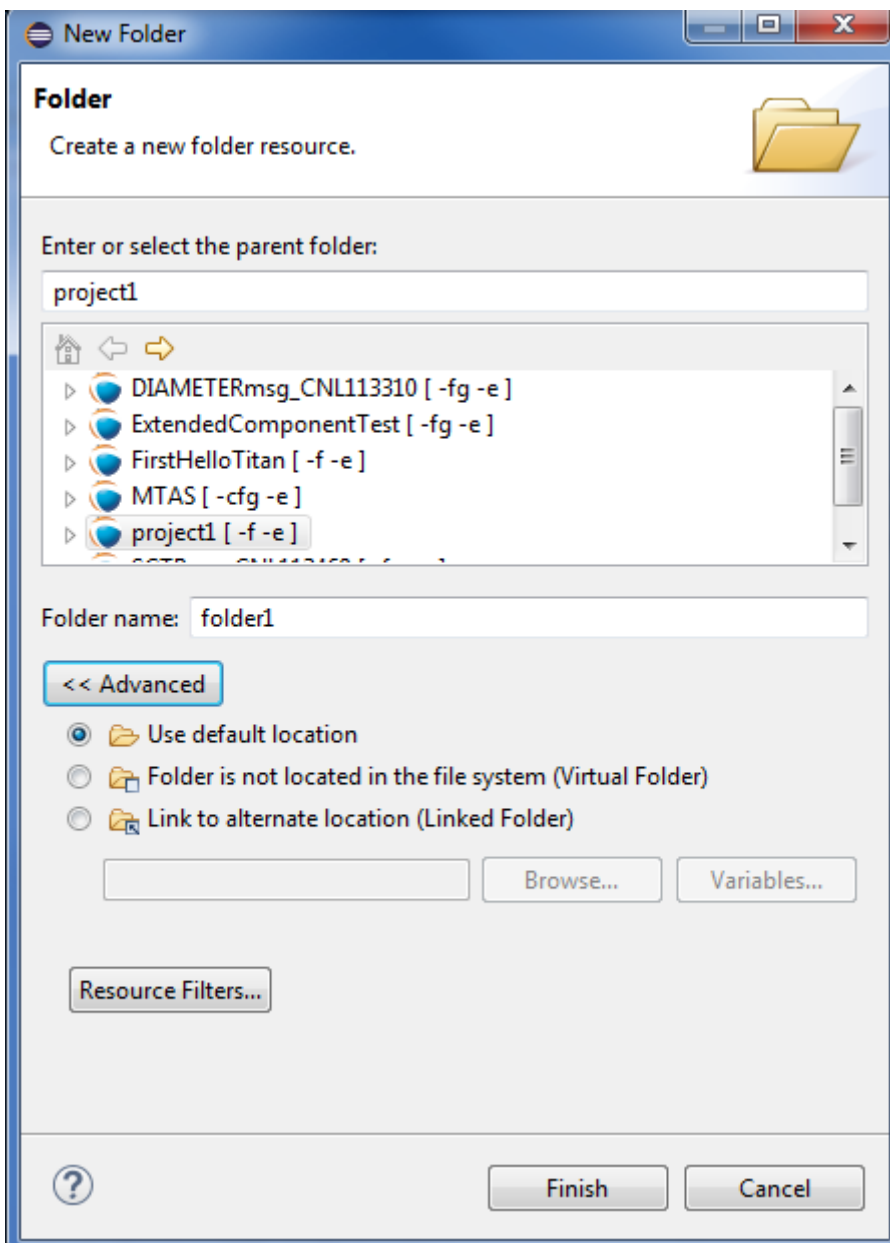 New Folder
Folder
Create a new folder resource.
Enter or select the parent folder:
project1
DIAMETERmsg_CNL113310 [ -fg -e ]
ExtendedComponentTest [ -fg -e ]
FirstHelloTitan [ -f -e ]
MTAS [ -cfg -e ]
project1 [ -f -e ]
Folder name: folder1
<< Advanced
Use default location
Folder is not located in the file system (Virtual Folder)
Link to alternate location (Linked Folder)
Browse... Variables...
Resource Filters...
? Finish Cancel